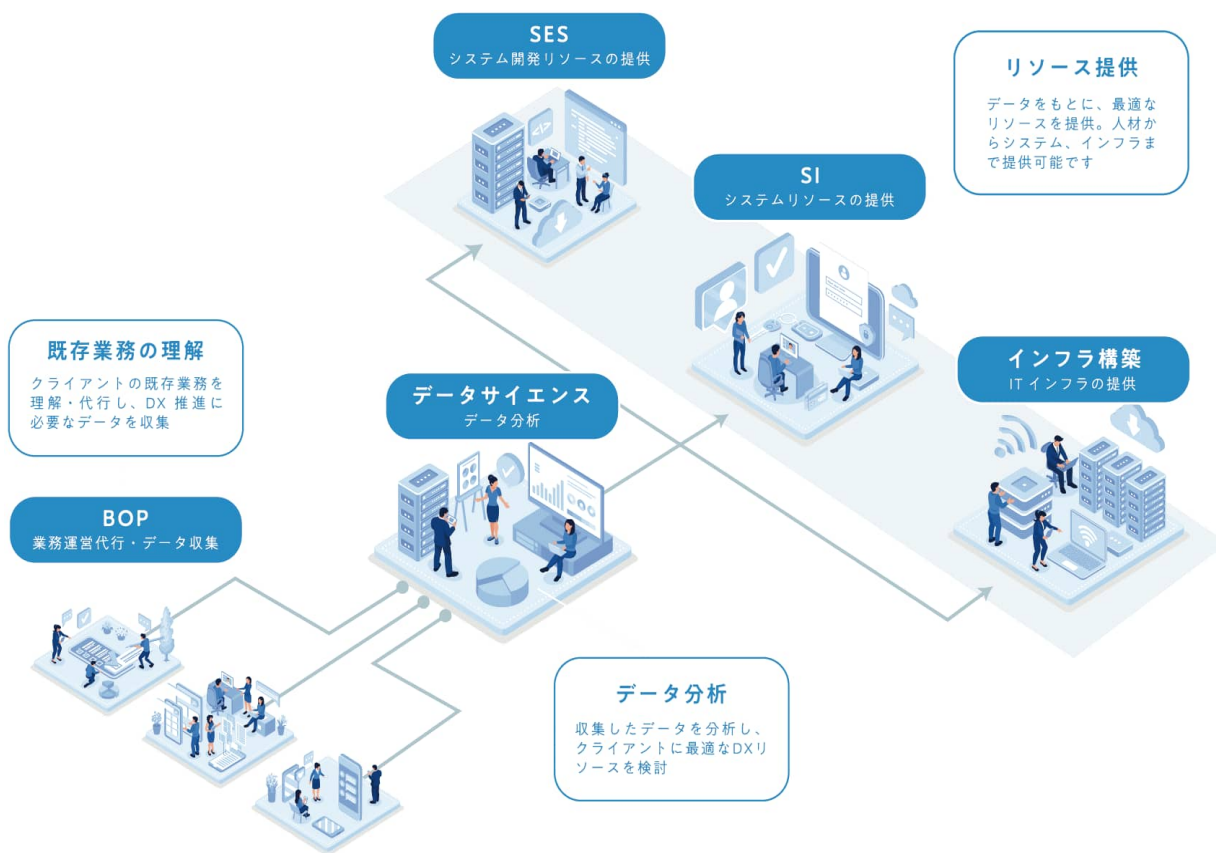 SES
システム開発リソースの提供
リソース提供
データをもとに、最適な
リソースを提供。人材か
らシステム、インフラま
で提供可能です
SI
システムリソースの提供
既存業務の理解
クライアントの既存業務を
理解・代行し、DX 推進に
必要なデータを収集
インフラ構築
IT インフラの提供
データサイエンス
データ分析
BOP
業務運営代行・データ収集
データ分析
収集したデータを分析し、
クライアントに最適なDXリ
ソースを検討